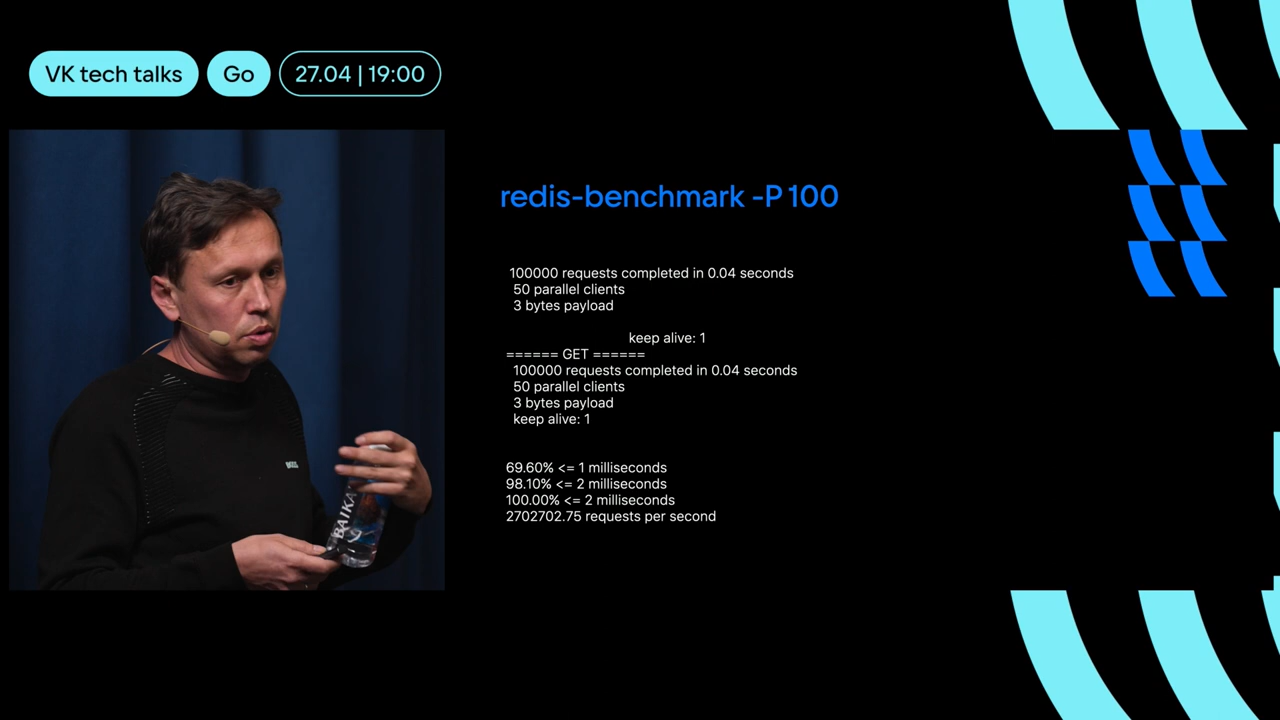 VK tech talks
Go
27.04 | 19:00
redis-benchmark -P 100
100000 requests completed in 0.04 seconds
50 parallel clients
3 bytes payload
keep alive: 1
====== GET ======
100000 requests completed in 0.04 seconds
50 parallel clients
3 bytes payload
keep alive: 1
69.60% <= 1 milliseconds
98.10% <= 2 milliseconds
100.00% <= 2 milliseconds
2702702.75 requests per second
BAIKA